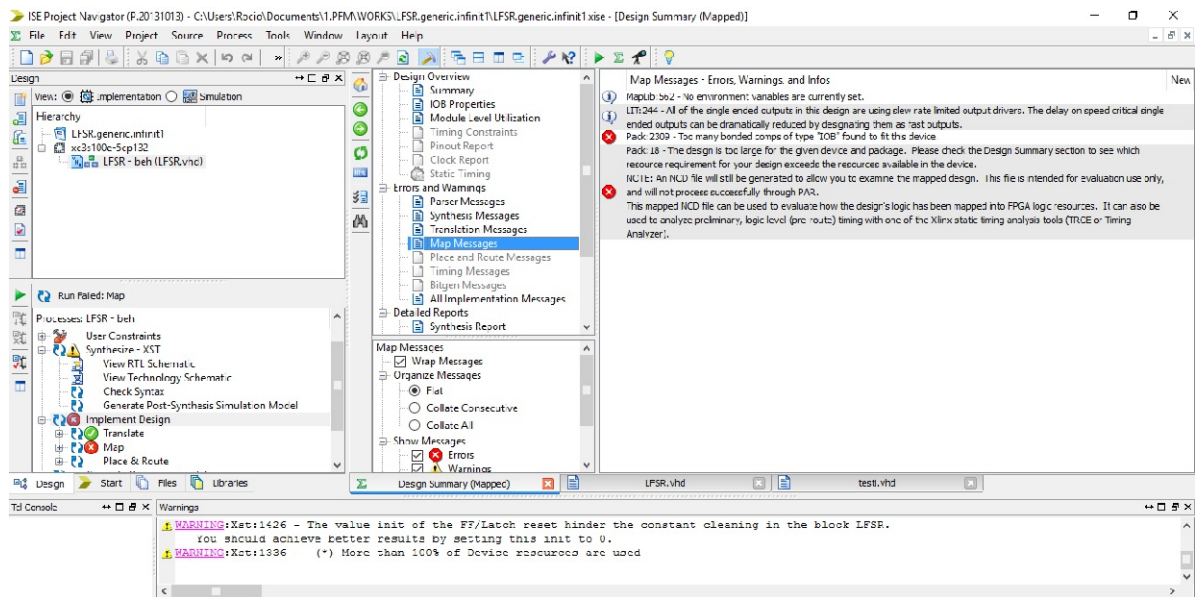 ISE Project Navigator (P.20131013) - C:\Users\Rocio\Documents\1.PFM\WORKS\LFSR.generic.infinit1\LFSR.generic.infinit1.xise - [Design Summary (Mapped)]
File Edit View Project Source Process Tools Window Layout Help
Design
View: Implementation Simulation
Hierarchy
LFSR.generic.infinit1
xc3s100e-5cp132
LFSR - beh (LFSR.vhd)
Run Failed: Map
Processes: LFSR - beh
User Constraints
Synthesize - XST
View RTL Schematic
View Technology Schematic
Check Syntax
Generate Post-Synthesis Simulation Model
Implement Design
Translate
Map
Place & Route
Design Start Files Libraries
Design Overview
Summary
IOB Properties
Module Level Utilization
Timing Constraints
Pinout Report
Clock Report
Static Timing
Errors and Warnings
Parser Messages
Synthesis Messages
Translation Messages
Map Messages
Place and Route Messages
Timing Messages
Bitgen Messages
All Implementation Messages
Detailed Reports
Synthesis Report
Map Messages
Wrap Messages
Organize Messages
Flat
Collate Consecutive
Collate All
Show Messages
Errors
Warnings
Map Messages - Errors, Warnings, and Infos New
MapLib:562 - No environment variables are currently set.
LIT:244 - All of the single ended outputs in this design are using slew rate limited output drivers. The delay on speed critical single
ended outputs can be dramatically reduced by designating them as fast outputs.
Pack:2309 - Too many bonded comps of type "IOB" found to fit this device
Pack:18 - The design is too large for the given device and package. Please check the Design Summary section to see which
resource requirement for your design exceeds the resources available in the device.
NOTE: An NCD file will still be generated to allow you to examine the mapped design. This file is intended for evaluation use only,
and will not process successfully through PAR.
This mapped NCD file can be used to evaluate how the design's logic has been mapped into FPGA logic resources. It can also be
used to analyze preliminary, logic level (pre route) timing with one of the Xilinx static timing analysis tools (TRCE or Timing
Analyzer).
Design Summary (Mapped) LFSR.vhd test1.vhd
Tcl Console
Warnings
WARNING:Xst:1426 - The value init of the FF/Latch reset hinder the constant cleaning in the block LFSR.
You should achieve better results by setting this init to 0.
WARNING:Xst:1336 - (*) More than 100% of Device resources are used